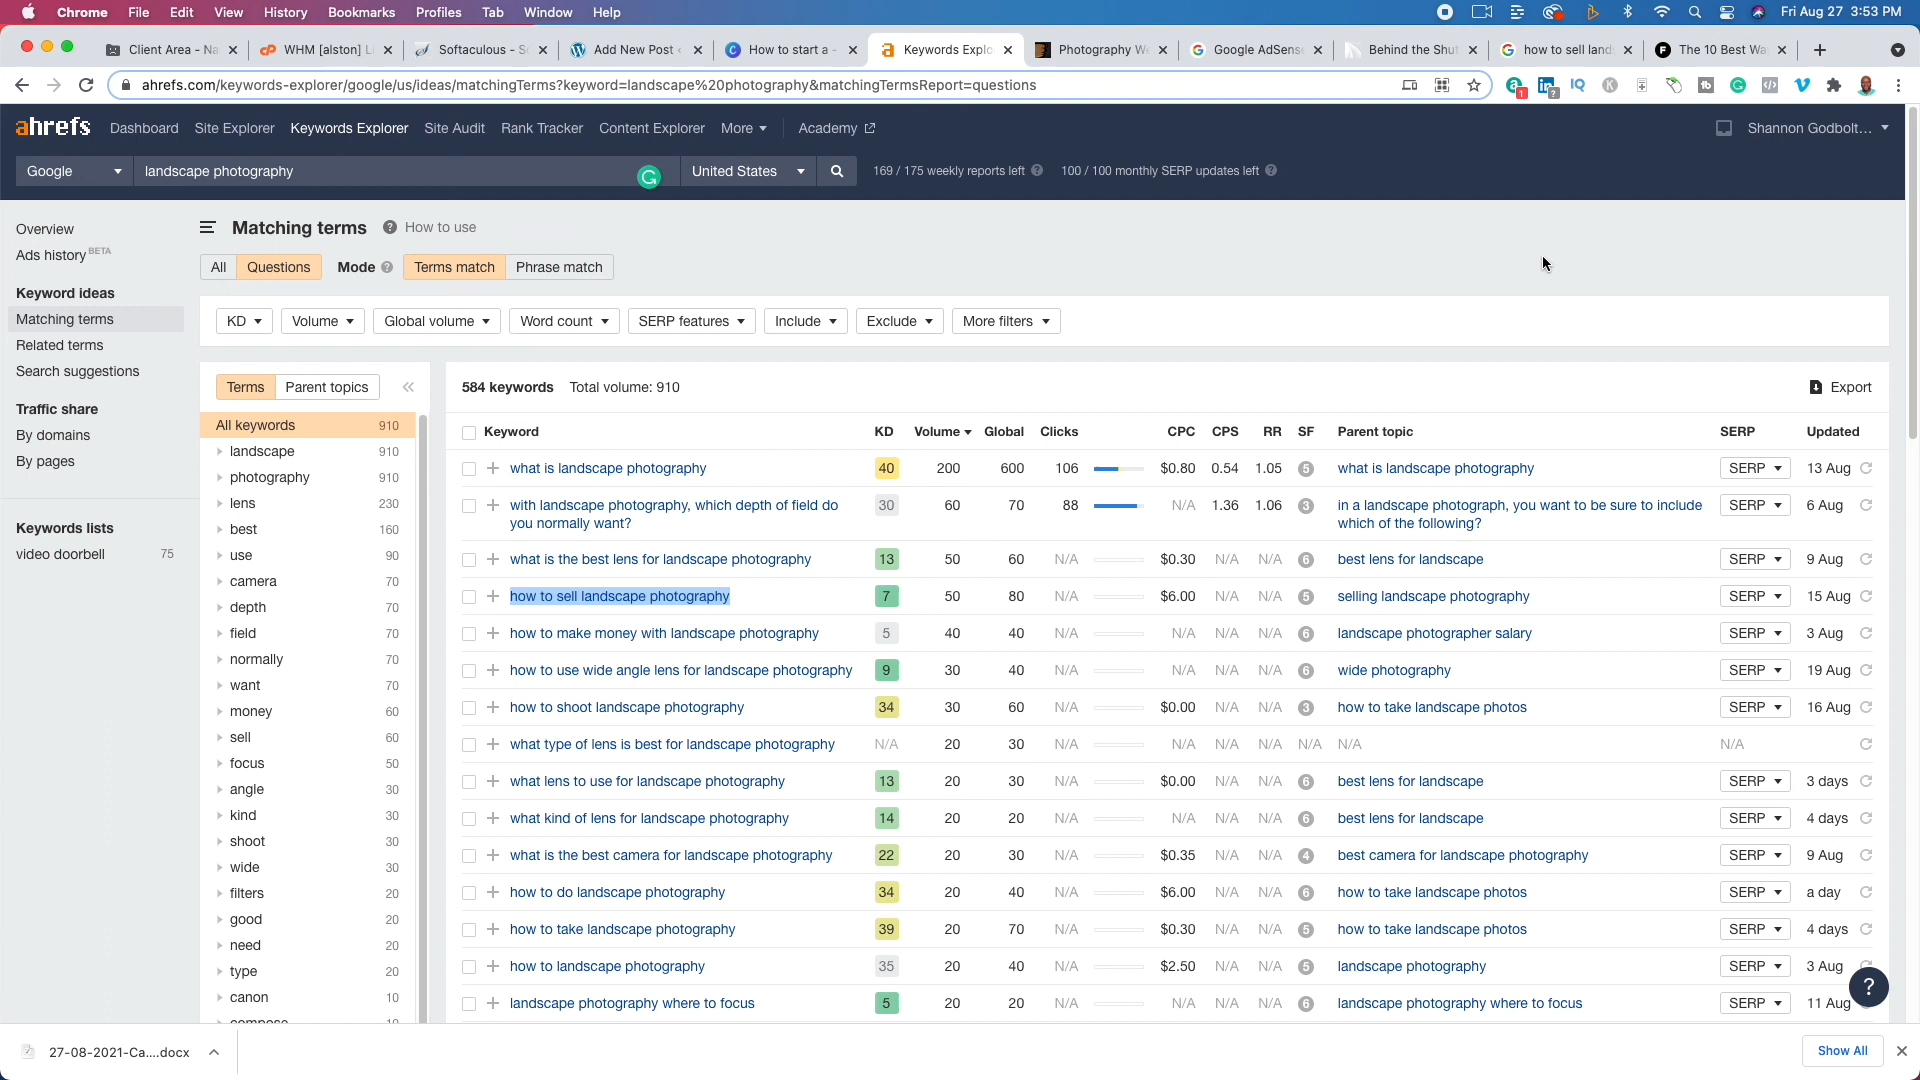 Chrome File Edit View History Bookmarks Profiles Tab Window Help Fri Aug 27 3:53 PM
Client Area - Na WHM [alston] Li Softaculous - S Add New Post ‹ How to start a - Keywords Explo Photography We Google AdSense Behind the Shut how to sell land The 10 Best Wa
ahrefs.com/keywords-explorer/google/us/ideas/matchingTerms?keyword=landscape%20photography&matchingTermsReport=questions
ahrefs Dashboard Site Explorer Keywords Explorer Site Audit Rank Tracker Content Explorer More Academy Shannon Godbolt...
Google landscape photography United States 169 / 175 weekly reports left 100 / 100 monthly SERP updates left
Overview
Ads history BETA
Keyword ideas
Matching terms
Related terms
Search suggestions
Traffic share
By domains
By pages
Keywords lists
video doorbell 75
Matching terms How to use
All Questions Mode Terms match Phrase match
KD Volume Global volume Word count SERP features Include Exclude More filters
Terms Parent topics
All keywords 910
landscape 910
photography 910
lens 230
best 160
use 90
camera 70
depth 70
field 70
normally 70
want 70
money 60
sell 60
focus 50
angle 30
kind 30
shoot 30
wide 30
filters 20
good 20
need 20
type 20
canon 10
584 keywords Total volume: 910 Export
Keyword KD Volume Global Clicks CPC CPS RR SF Parent topic SERP Updated
what is landscape photography 40 200 600 106 $0.80 0.54 1.05 5 what is landscape photography SERP 13 Aug
with landscape photography, which depth of field do 30 60 70 88 N/A 1.36 1.06 3 in a landscape photograph, you want to be sure to include SERP 6 Aug
you normally want? which of the following?
what is the best lens for landscape photography 13 50 60 N/A $0.30 N/A N/A 6 best lens for landscape SERP 9 Aug
how to sell landscape photography 7 50 80 N/A $6.00 N/A N/A 5 selling landscape photography SERP 15 Aug
how to make money with landscape photography 5 40 40 N/A N/A N/A N/A 6 landscape photographer salary SERP 3 Aug
how to use wide angle lens for landscape photography 9 30 40 N/A N/A N/A N/A 6 wide photography SERP 19 Aug
how to shoot landscape photography 34 30 60 N/A $0.00 N/A N/A 3 how to take landscape photos SERP 16 Aug
what type of lens is best for landscape photography N/A 20 30 N/A N/A N/A N/A N/A N/A N/A
what lens to use for landscape photography 13 20 30 N/A $0.00 N/A N/A 6 best lens for landscape SERP 3 days
what kind of lens for landscape photography 14 20 20 N/A N/A N/A N/A 6 best lens for landscape SERP 4 days
what is the best camera for landscape photography 22 20 30 N/A $0.35 N/A N/A 4 best camera for landscape photography SERP 9 Aug
how to do landscape photography 34 20 40 N/A $6.00 N/A N/A 6 how to take landscape photos SERP a day
how to take landscape photography 39 20 70 N/A $0.30 N/A N/A 5 how to take landscape photos SERP 4 days
how to landscape photography 35 20 40 N/A $2.50 N/A N/A 5 landscape photography SERP 3 Aug
landscape photography where to focus 5 20 20 N/A N/A N/A N/A 6 landscape photography where to focus SERP 11 Aug
?
27-08-2021-Ca....docx Show All